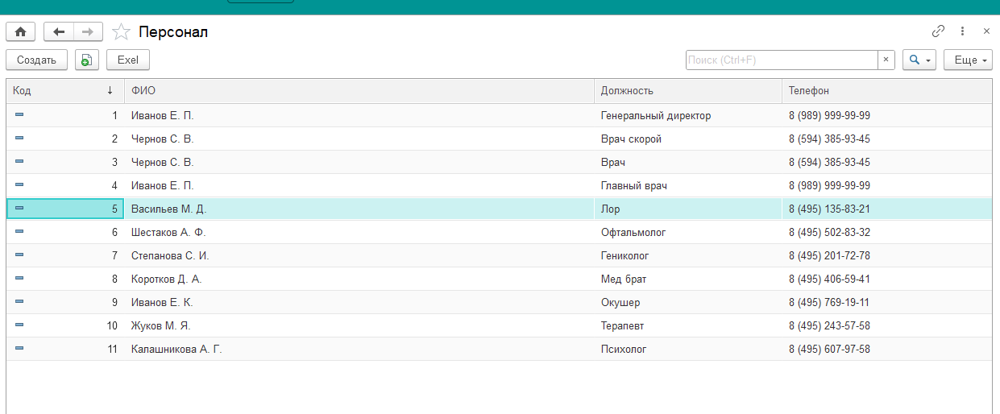 Персонал
Создать Exel Поиск (Ctrl+F) × Еще
Код ↓ ФИО Должность Телефон
1 Иванов Е. П. Генеральный директор 8 (989) 999-99-99
2 Чернов С. В. Врач скорой 8 (594) 385-93-45
3 Чернов С. В. Врач 8 (594) 385-93-45
4 Иванов Е. П. Главный врач 8 (989) 999-99-99
5 Васильев М. Д. Лор 8 (495) 135-83-21
6 Шестаков А. Ф. Офтальмолог 8 (495) 502-83-32
7 Степанова С. И. Гениколог 8 (495) 201-72-78
8 Коротков Д. А. Мед брат 8 (495) 406-59-41
9 Иванов Е. К. Окушер 8 (495) 769-19-11
10 Жуков М. Я. Терапевт 8 (495) 243-57-58
11 Калашникова А. Г. Психолог 8 (495) 607-97-58